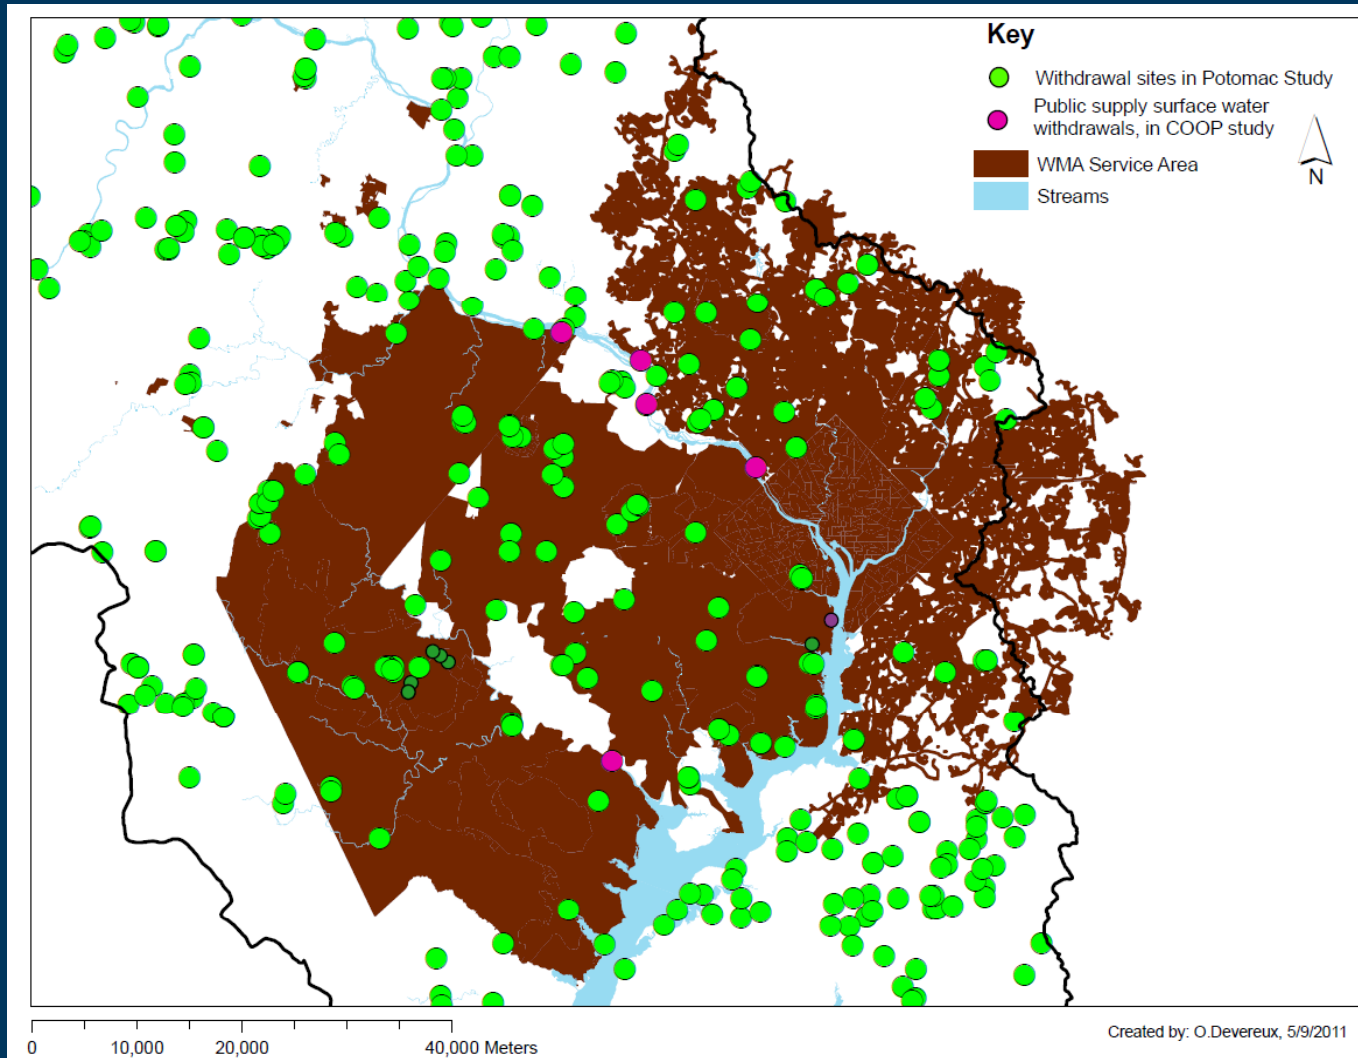 Key
Withdrawal sites in Potomac Study
Public supply surface water
withdrawals, in COOP study
WMA Service Area
Streams
N
0 10,000 20,000 40,000 Meters
Created by: O.Devereux, 5/9/2011